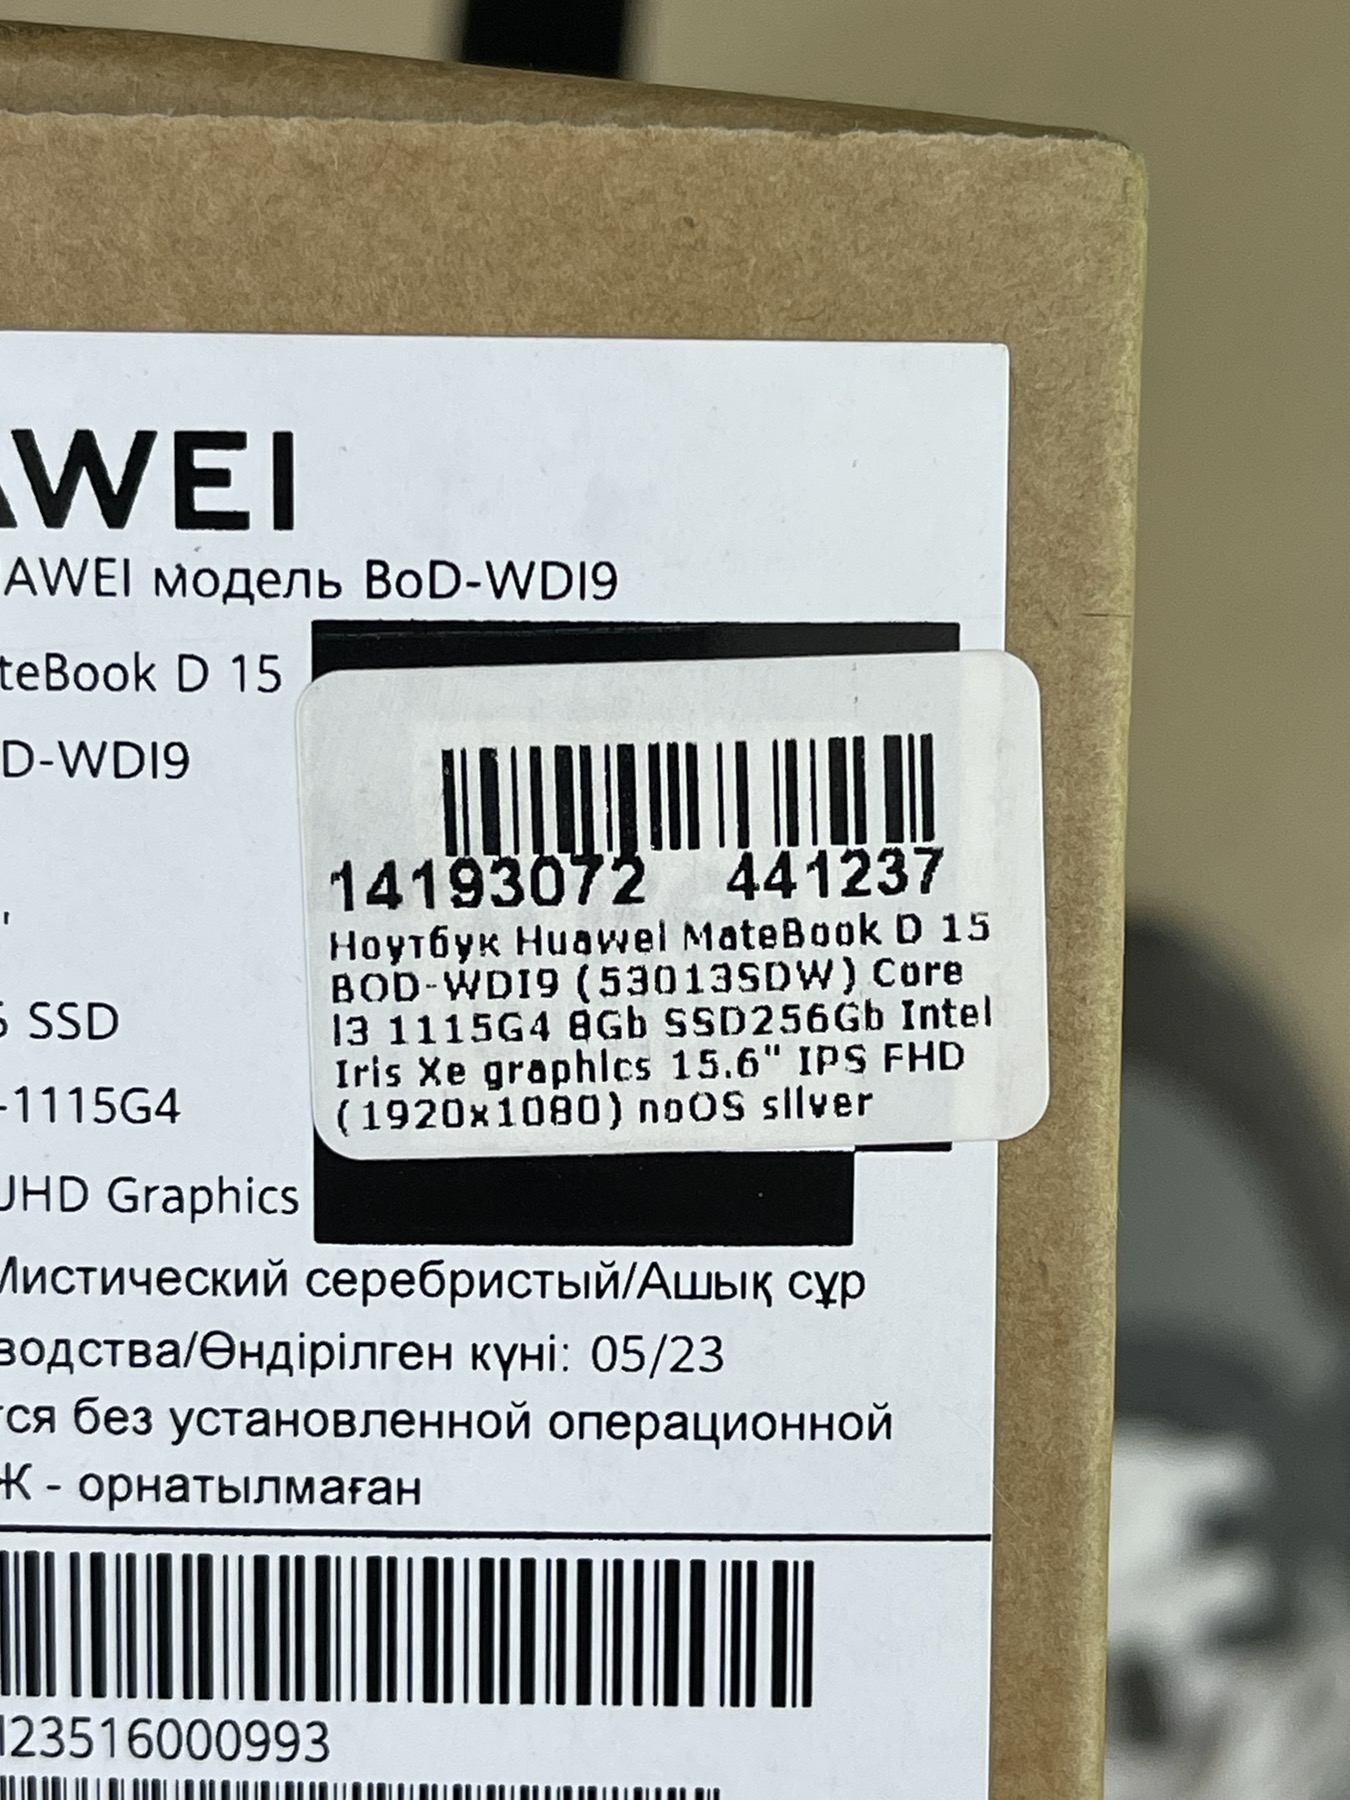 AWEI
AWEI модель BoD-WDI9
teBook D 15
D-WDI9
14193072 441237
Ноутбук Huawei MateBook D 15
BOD-WDI9 (53013SDW) Core
I3 1115G4 8Gb SSD256Gb Intel
Iris Xe graphics 15.6" IPS FHD
(1920x1080) noOS silver
SSD
-1115G4
UHD Graphics
Мистический серебристый/Ашық сұр
водства/Өндірілген күні: 05/23
тся без установленной операционной
Ж - орнатылмаған
123516000993